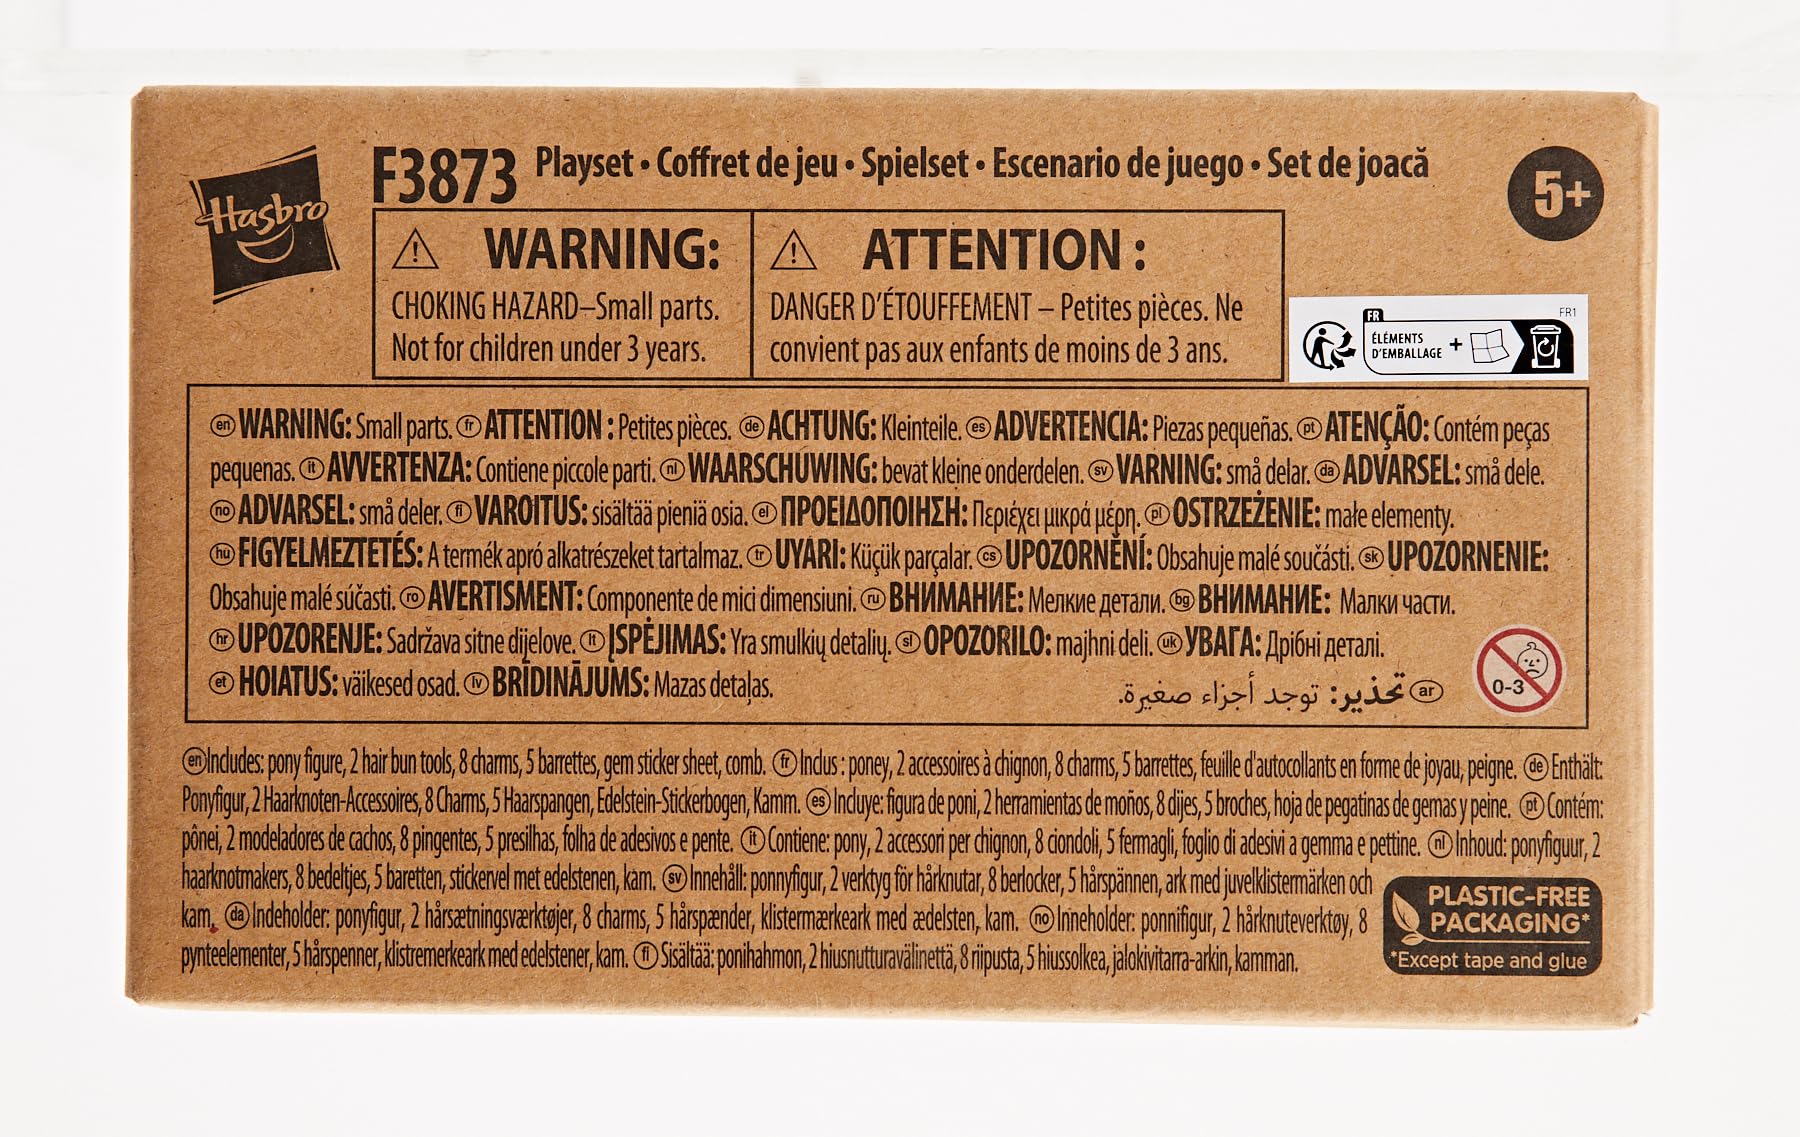 Hasbro
F3873 Playset • Coffret de jeu • Spielset • Escenario de juego • Set de joacă
5+
WARNING:
CHOKING HAZARD–Small parts.
Not for children under 3 years.
ATTENTION :
DANGER D'ÉTOUFFEMENT – Petites pièces. Ne
convient pas aux enfants de moins de 3 ans.
FR
FR1
ÉLÉMENTS
D'EMBALLAGE +
en WARNING: Small parts. fr ATTENTION : Petites pièces. de ACHTUNG: Kleinteile. es ADVERTENCIA: Piezas pequeñas. pt ATENÇÃO: Contém peças
pequenas. it AVVERTENZA: Contiene piccole parti. nl WAARSCHUWING: bevat kleine onderdelen. sv VARNING: små delar. da ADVARSEL: små dele.
no ADVARSEL: små deler. fi VAROITUS: sisältää pieniä osia. el ΠΡΟΕΙΔΟΠΟΙΗΣΗ: Περιέχει μικρά μέρη. pl OSTRZEŻENIE: małe elementy.
hu FIGYELMEZTETÉS: A termék apró alkatrészeket tartalmaz. tr UYARI: Küçük parçalar. cs UPOZORNĚNÍ: Obsahuje malé součásti. sk UPOZORNENIE:
Obsahuje malé súčasti. ro AVERTISMENT: Componente de mici dimensiuni. ru ВНИМАНИЕ: Мелкие детали. bg ВНИМАНИЕ: Малки части.
hr UPOZORENJE: Sadržava sitne dijelove. lt ĮSPĖJIMAS: Yra smulkių detalių. sl OPOZORILO: majhni deli. uk УВАГА: Дрібні деталі.
et HOIATUS: väikesed osad. lv BRĪDINĀJUMS: Mazas detaļas.
ar تحذير: توجد أجزاء صغيرة.
0-3
en Includes: pony figure, 2 hair bun tools, 8 charms, 5 barrettes, gem sticker sheet, comb. fr Inclus : poney, 2 accessoires à chignon, 8 charms, 5 barrettes, feuille d'autocollants en forme de joyau, peigne. de Enthält:
Ponyfigur, 2 Haarknoten-Accessoires, 8 Charms, 5 Haarspangen, Edelstein-Stickerbogen, Kamm. es Incluye: figura de poni, 2 herramientas de moños, 8 dijes, 5 broches, hoja de pegatinas de gemas y peine. pt Contém:
pônei, 2 modeladores de cachos, 8 pingentes, 5 presilhas, folha de adesivos e pente. it Contiene: pony, 2 accessori per chignon, 8 ciondoli, 5 fermagli, foglio di adesivi a gemma e pettine. nl Inhoud: ponyfiguur, 2
haarknotmakers, 8 bedeltjes, 5 baretten, stickervel met edelstenen, kam. sv Innehåll: ponnyfigur, 2 verktyg för hårknutar, 8 berlocker, 5 hårspännen, ark med juvelklistermärken och
kam. da Indeholder: ponyfigur, 2 hårsætningsværktøjer, 8 charms, 5 hårspænder, klistermærkeark med ædelsten, kam. no Inneholder: ponnifigur, 2 hårknuteverktøy, 8
pynteelementer, 5 hårspenner, klistremerkeark med edelstener, kam. fi Sisältää: ponihahmon, 2 hiusnutturavälinettä, 8 riipusta, 5 hiussolkea, jalokivitarra-arkin, kamman.
PLASTIC-FREE
PACKAGING*
*Except tape and glue